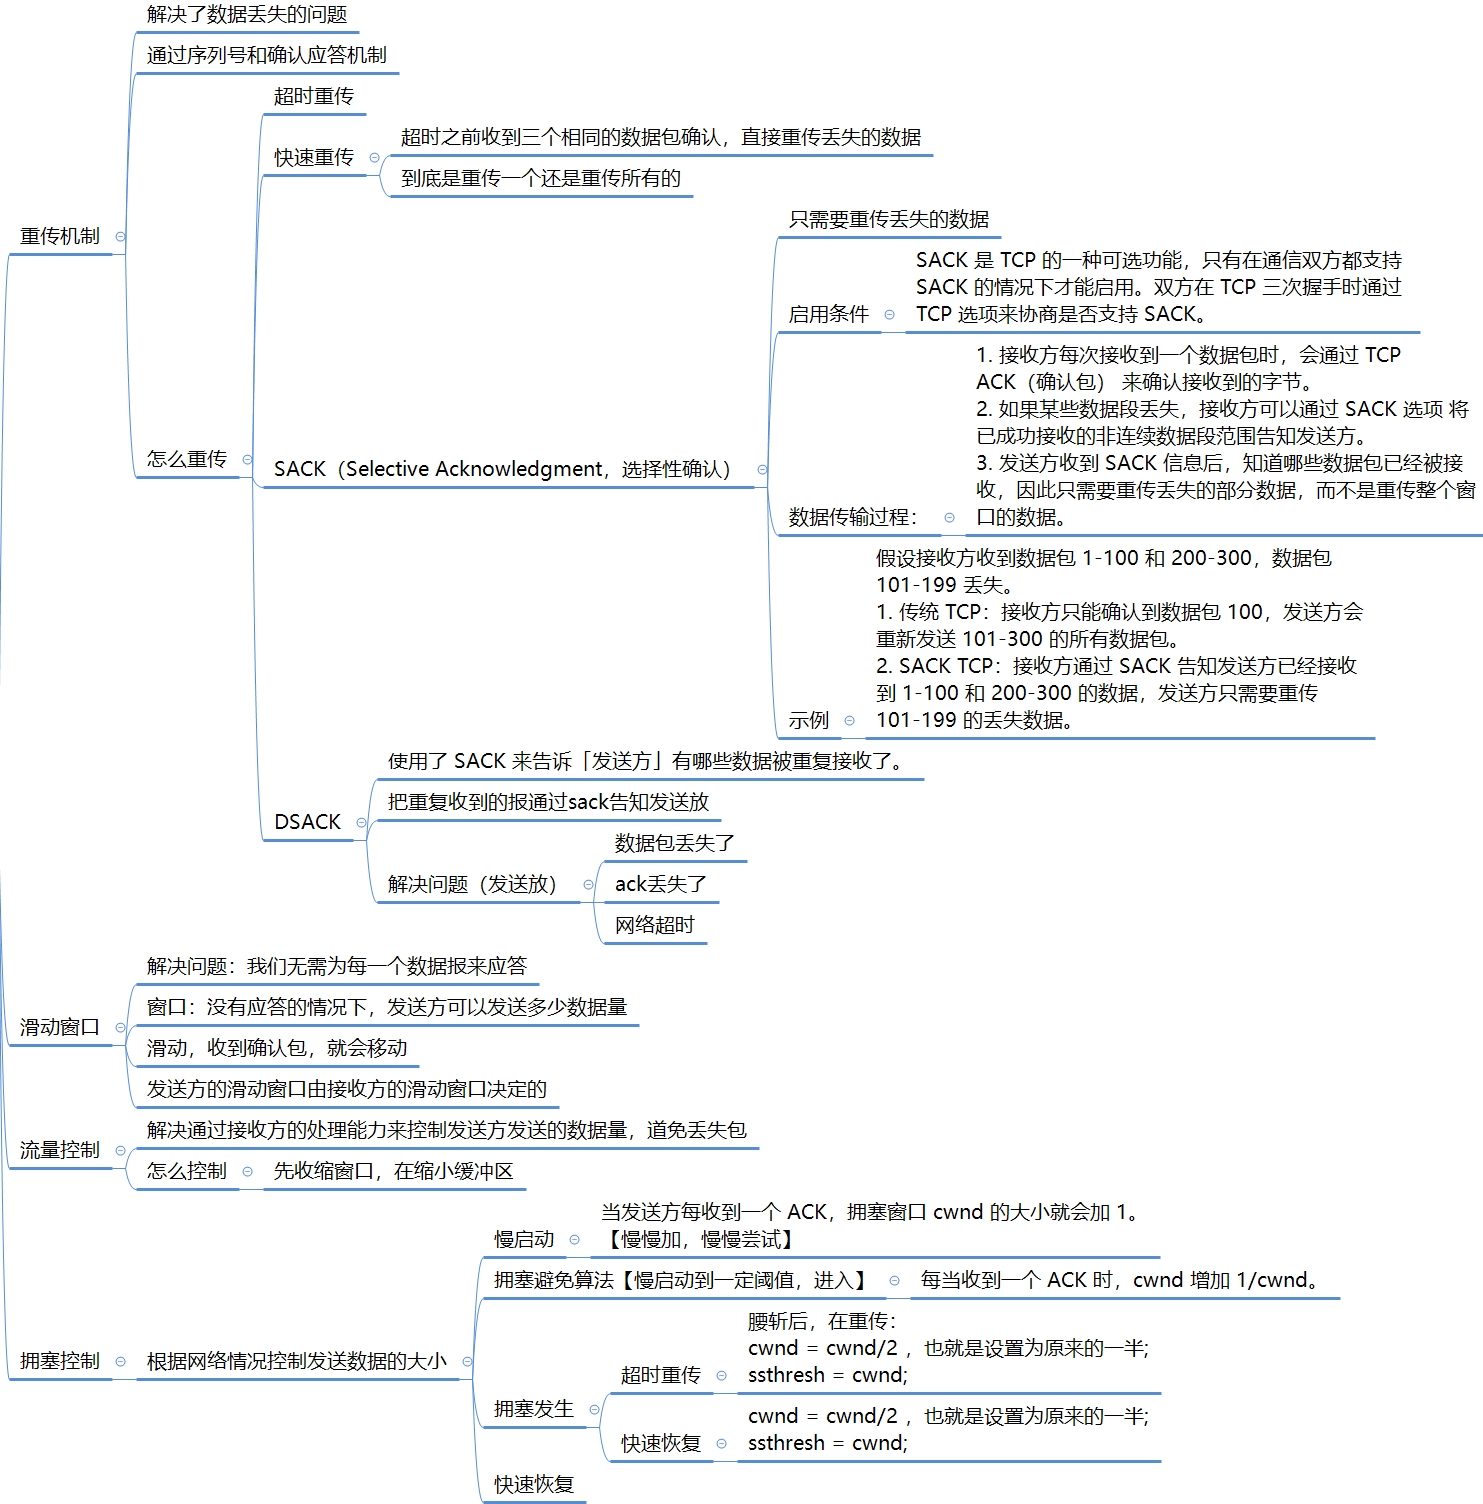 解决了数据丢失的问题
通过序列号和确认应答机制
超时重传
超时之前收到三个相同的数据包确认，直接重传丢失的数据
快速重传
到底是重传一个还是重传所有的
只需要重传丢失的数据
重传机制
SACK 是 TCP 的一种可选功能，只有在通信双方都支持
SACK 的情况下才能启用。双方在 TCP 三次握手时通过
TCP 选项来协商是否支持 SACK。
启用条件
1. 接收方每次接收到一个数据包时，会通过 TCP
ACK（确认包） 来确认接收到的字节。
2. 如果某些数据段丢失，接收方可以通过 SACK 选项 将
已成功接收的非连续数据段范围告知发送方。
3. 发送方收到 SACK 信息后，知道哪些数据包已经被接
收，因此只需要重传丢失的部分数据，而不是重传整个窗
口的数据。
怎么重传
SACK（Selective Acknowledgment，选择性确认）
数据传输过程：
假设接收方收到数据包 1-100 和 200-300，数据包
101-199 丢失。
1. 传统 TCP：接收方只能确认到数据包 100，发送方会
重新发送 101-300 的所有数据包。
2. SACK TCP：接收方通过 SACK 告知发送方已经接收
到 1-100 和 200-300 的数据，发送方只需要重传
101-199 的丢失数据。
示例
使用了 SACK 来告诉「发送方」有哪些数据被重复接收了。
把重复收到的报通过sack告知发送放
DSACK
数据包丢失了
解决问题（发送放）
ack丢失了
网络超时
解决问题：我们无需为每一个数据报来应答
窗口：没有应答的情况下，发送方可以发送多少数据量
滑动窗口
滑动，收到确认包，就会移动
发送方的滑动窗口由接收方的滑动窗口决定的
解决通过接收方的处理能力来控制发送方发送的数据量，道免丢失包
流量控制
怎么控制
先收缩窗口，在缩小缓冲区
当发送方每收到一个 ACK，拥塞窗口 cwnd 的大小就会加 1。
【慢慢加，慢慢尝试】
慢启动
拥塞避免算法【慢启动到一定阈值，进入】
每当收到一个 ACK 时，cwnd 增加 1/cwnd。
拥塞控制
根据网络情况控制发送数据的大小
腰斩后，在重传：
cwnd = cwnd/2 ，也就是设置为原来的一半;
ssthresh = cwnd;
超时重传
拥塞发生
cwnd = cwnd/2 ，也就是设置为原来的一半;
ssthresh = cwnd;
快速恢复
快速恢复